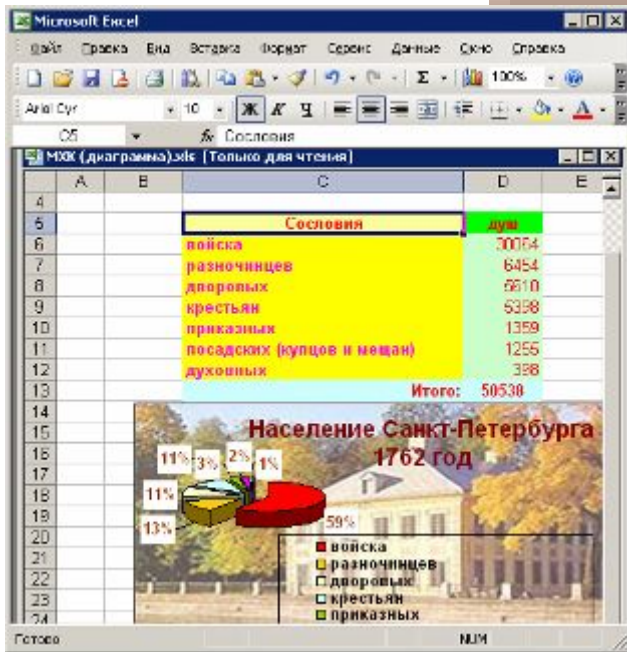 Microsoft Excel
Файл Правка Вид Вставка Формат Сервис Данные Окно Справка
Σ 100%
Arial Cyr 10 Ж К Ч A
C5 fx Сословия
МХК (диаграмма).xls [Только для чтения]
A B C D E
4
5 Сословия душ
6 войска 30064
7 разночинцев 6454
8 дворовых 5610
9 крестьян 5398
10 приказных 1359
11 посадских (купцов и мещан) 1255
12 духовных 398
13 Итого: 50538
14
15 Население Санкт-Петербурга
16 11% 3% 2% 1% 1762 год
17
18 11%
19 59%
20 13%
21 войска
разночинцев
22 дворовых
23 крестьян
24 приказных
Готово NUM